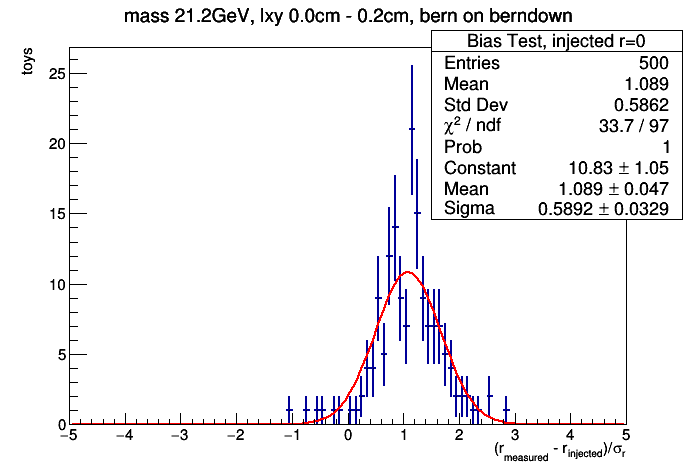 mass 21.2GeV, lxy 0.0cm - 0.2cm, bern on berndown
Bias Test, injected r=0
Entries 500
Mean 1.089
Std Dev 0.5862
χ² / ndf 33.7 / 97
Prob 1
Constant 10.83 ± 1.05
Mean 1.089 ± 0.047
Sigma 0.5892 ± 0.0329
toys
25
20
15
10
5
0
−5 −4 −3 −2 −1 0 1 2 3 4 5
(r_measured - r_injected)/σ_r